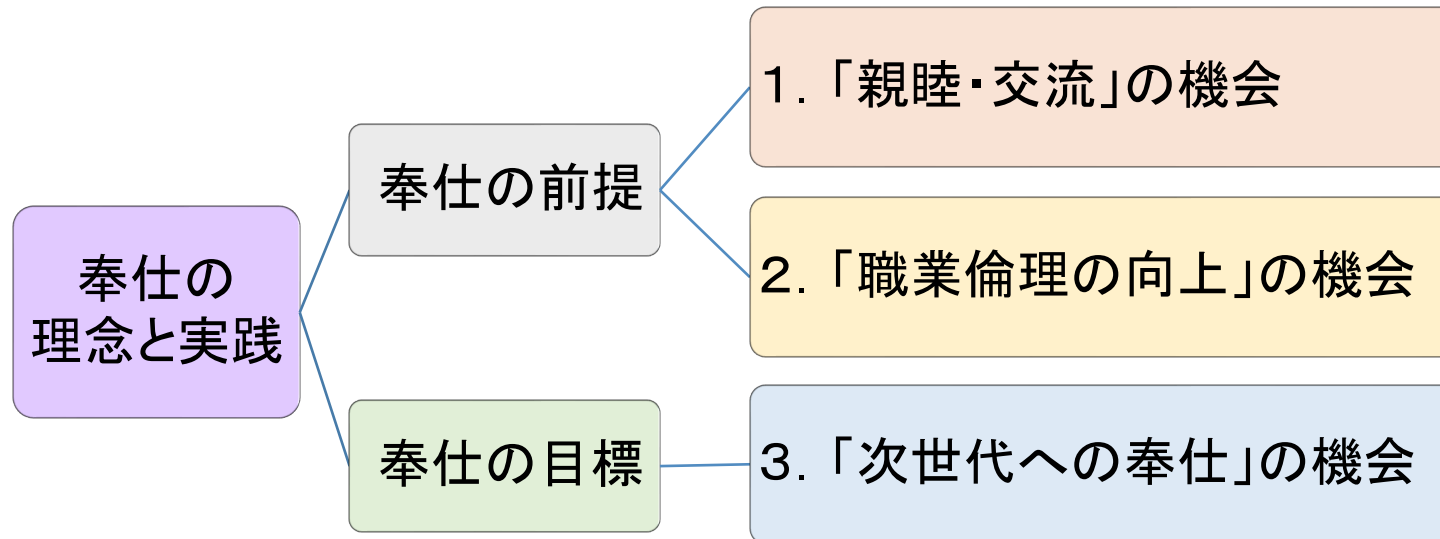 奉仕の
理念と実践
奉仕の前提
1.「親睦・交流」の機会
2.「職業倫理の向上」の機会
奉仕の目標
3.「次世代への奉仕」の機会